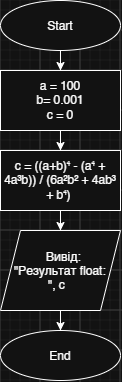 Start
a = 100
b= 0.001
c = 0
c = ((a+b)⁴ - (a⁴ +
4a³b)) / (6a²b² + 4ab³
+ b⁴)
Вивід:
"Результат float:
", c
End